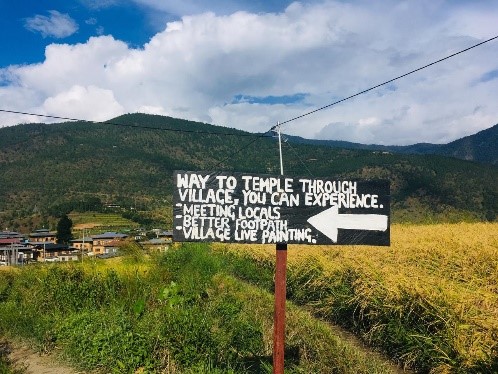 WAY TO TEMPLE THROUGH
VILLAGE, YOU CAN EXPERIENCE.
-MEETING LOCALS
-BETTER FOOTPATH
-VILLAGE LIVE PAINTING.